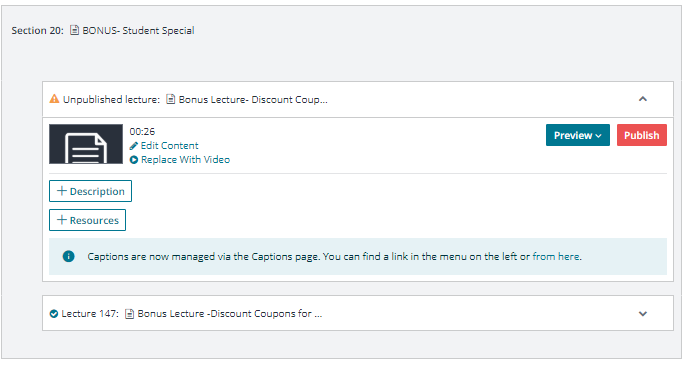 Section 20: BONUS- Student Special
Unpublished lecture: Bonus Lecture- Discount Coup...
00:26
Edit Content
Replace With Video
Preview
Publish
+ Description
+ Resources
Captions are now managed via the Captions page. You can find a link in the menu on the left or from here.
Lecture 147: Bonus Lecture -Discount Coupons for ...